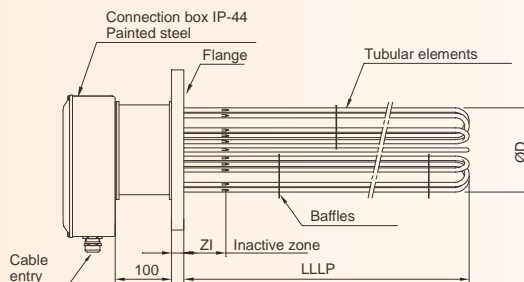 Connection box IP-44
Painted steel
Flange
Tubular elements
ØD
Baffles
ZI
Inactive zone
Cable
entry
100
LLLP